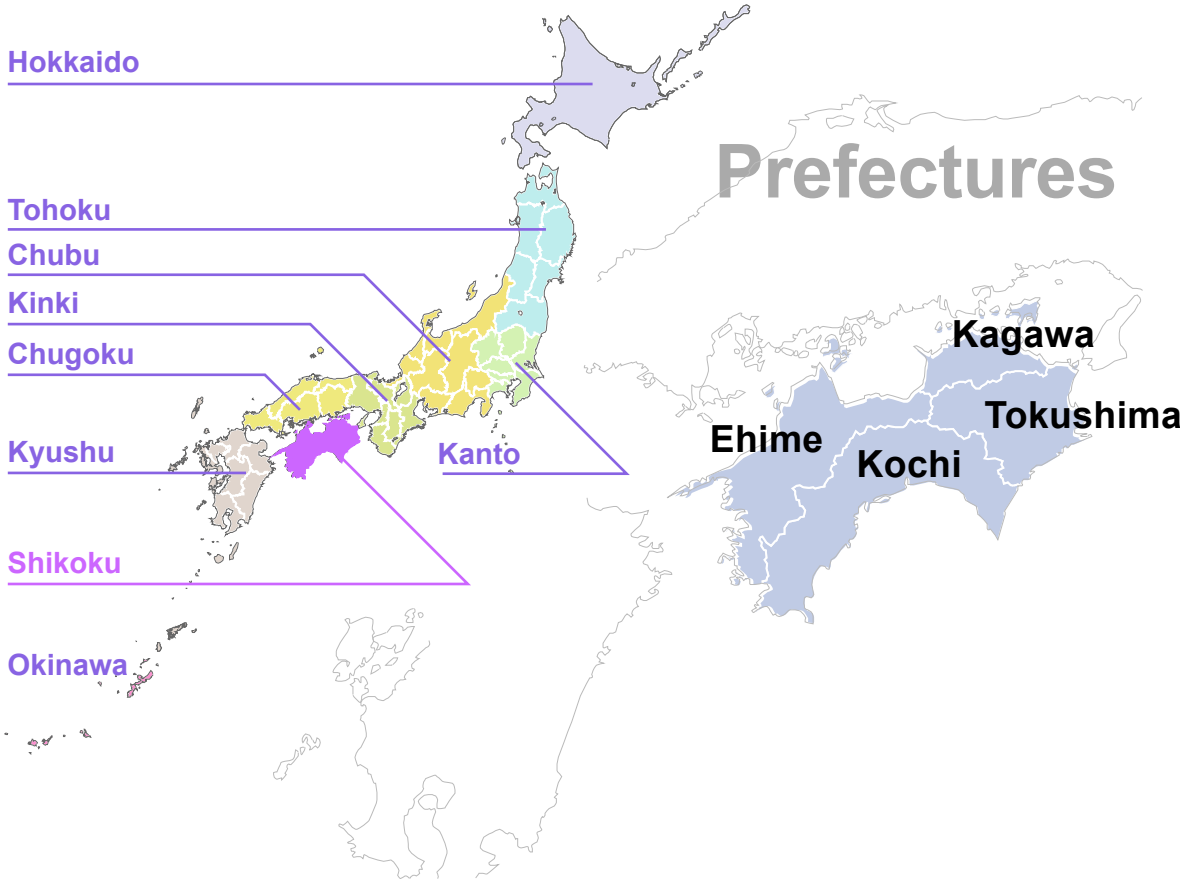 Hokkaido
Prefectures
Tohoku
Chubu
Kinki
Chugoku
Kyushu
Kanto
Shikoku
Okinawa
Kagawa
Tokushima
Ehime
Kochi